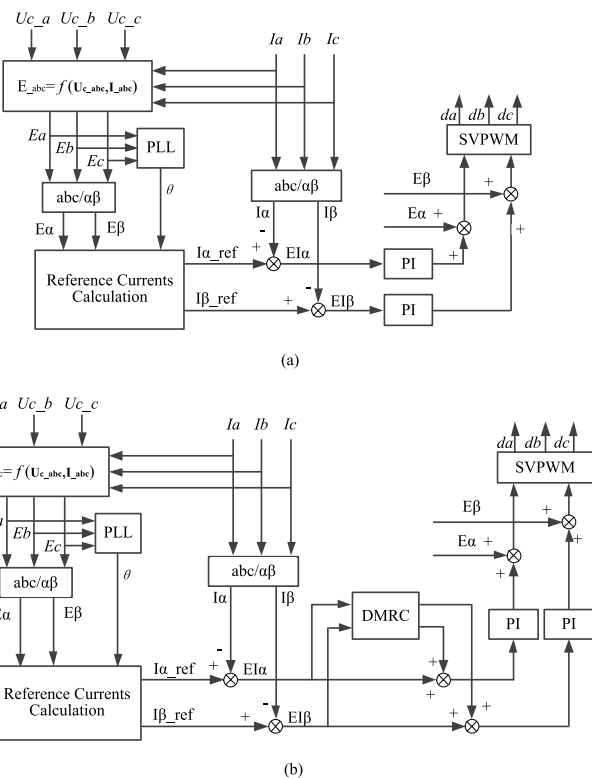 Uc_a Uc_b Uc_c
Ia Ib Ic
E_abc= f (Uc_abc,I_abc)
da db dc
SVPWM
Ea
Eb
Ec
PLL
abc/αβ
θ
abc/αβ
Eβ
+
Eα +
Eα Eβ
Iα Iβ
-
+
+
+
Reference Currents
Calculation
Iα_ref
+
EIα
PI
-
Iβ_ref
+
EIβ
PI
(a)
a Uc_b Uc_c
Ia Ib Ic
= f (Uc_abc,I_abc)
da db dc
SVPWM
a
Eb
Ec
PLL
Eβ
+
Eα +
+
+
abc/αβ
θ
abc/αβ
Eα Eβ
Iα Iβ
DMRC
PI
PI
-
+
Reference Currents
Calculation
Iα_ref
+
EIα
+
-
+
Iβ_ref
+
EIβ
+
(b)